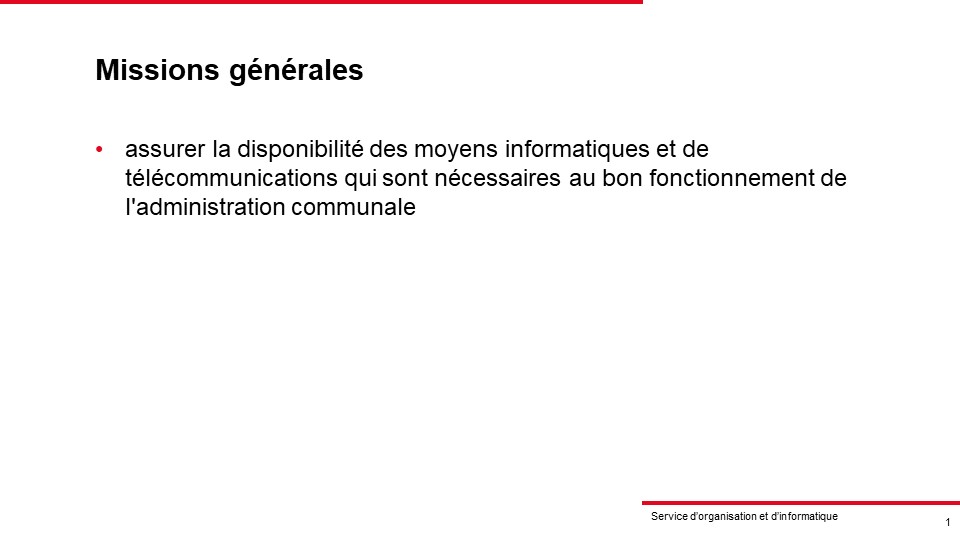 Missions générales
• assurer la disponibilité des moyens informatiques et de
télécommunications qui sont nécessaires au bon fonctionnement de
l'administration communale
Service d'organisation et d'informatique
1